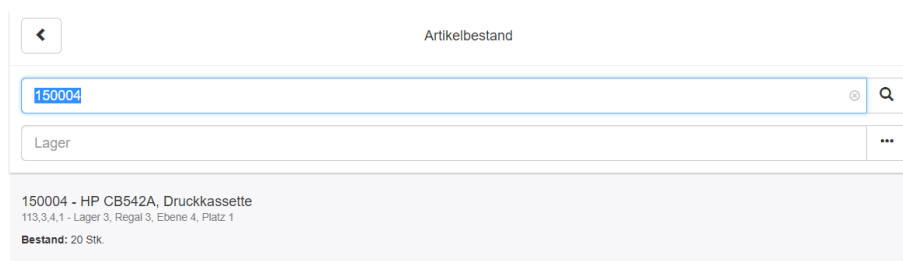 Artikelbestand
150004
Lager
150004 - HP CB542A, Druckkassette
113,3,4,1 - Lager 3, Regal 3, Ebene 4, Platz 1
Bestand: 20 Stk.